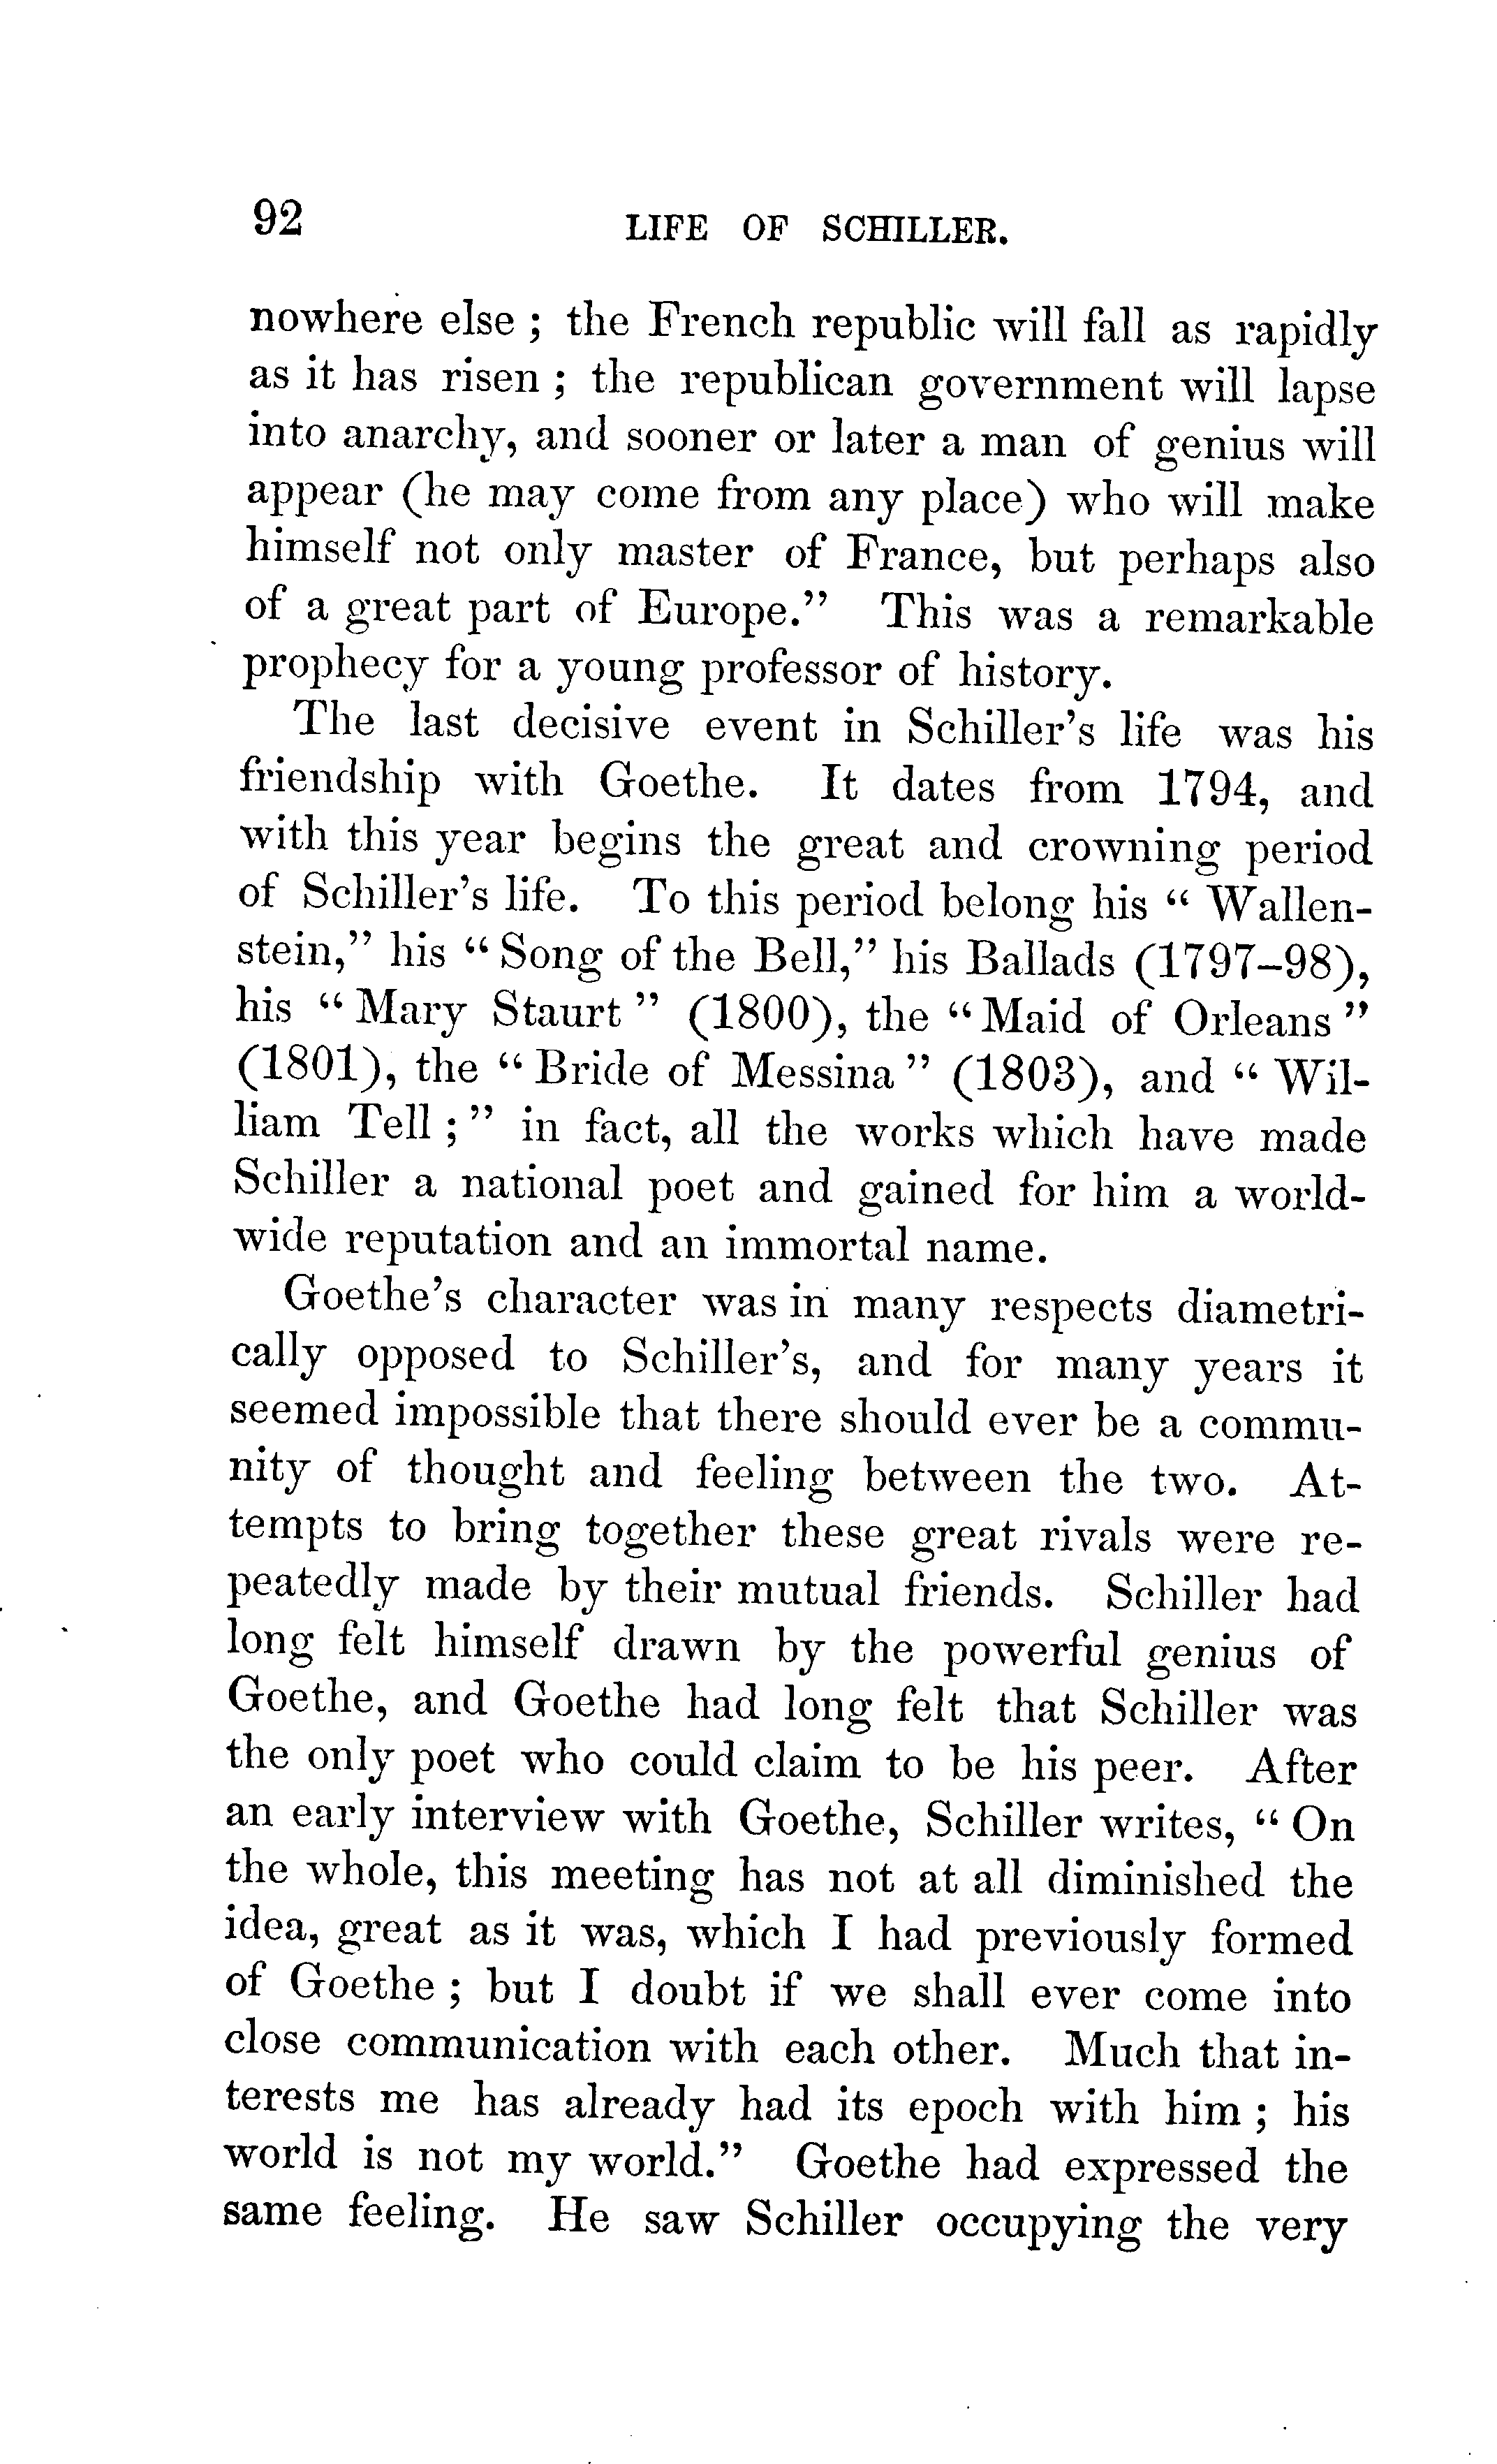 92 LIFE OF SCHILLER.
nowhere else ; the French republic will fall as rapidly
as it has risen ; the republican government will lapse
into anarchy, and sooner or later a man of genius will
appear (he may come from any place) who will make
himself not only master of France, but perhaps also
of a great part of Europe.” This was a remarkable
prophecy for a young professor of history.
The last decisive event in Schiller’s life was his
friendship with Goethe. It dates from 1794, and
with this year begins the great and crowning period
of Schiller’s life. To this period belong his “ Wallen-
stein,” his “ Song of the Bell,” his Ballads (1797–98),
his “ Mary Staurt ” (1800), the “ Maid of Orleans ”
(1801), the “ Bride of Messina ” (1803), and “ Wil-
liam Tell ; ” in fact, all the works which have made
Schiller a national poet and gained for him a world-
wide reputation and an immortal name.
Goethe’s character was in many respects diametri-
cally opposed to Schiller’s, and for many years it
seemed impossible that there should ever be a commu-
nity of thought and feeling between the two. At-
tempts to bring together these great rivals were re-
peatedly made by their mutual friends. Schiller had
long felt himself drawn by the powerful genius of
Goethe, and Goethe had long felt that Schiller was
the only poet who could claim to be his peer. After
an early interview with Goethe, Schiller writes, “ On
the whole, this meeting has not at all diminished the
idea, great as it was, which I had previously formed
of Goethe ; but I doubt if we shall ever come into
close communication with each other. Much that in-
terests me has already had its epoch with him ; his
world is not my world.” Goethe had expressed the
same feeling. He saw Schiller occupying the very